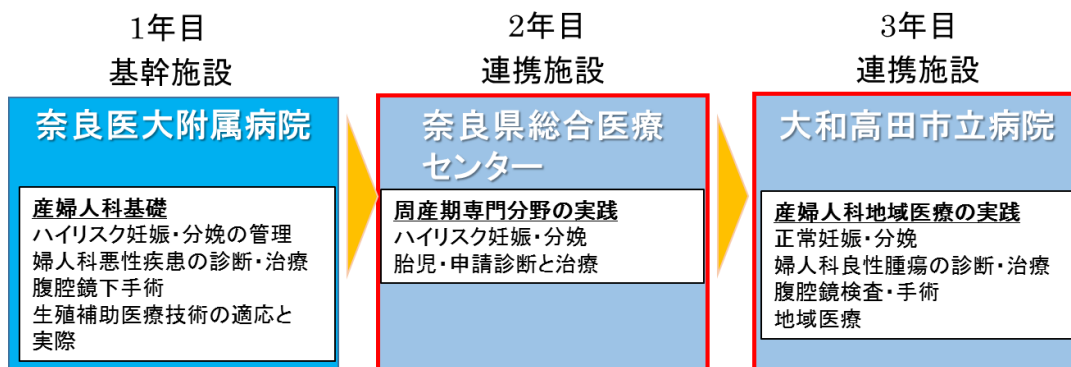 1年目
基幹施設
奈良医大附属病院
産婦人科基礎
ハイリスク妊娠・分娩の管理
婦人科悪性疾患の診断・治療
腹腔鏡下手術
生殖補助医療技術の適応と
実際
2年目
連携施設
奈良県総合医療
センター
周産期専門分野の実践
ハイリスク妊娠・分娩
胎児・申請診断と治療
3年目
連携施設
大和高田市立病院
産婦人科地域医療の実践
正常妊娠・分娩
婦人科良性腫瘍の診断・治療
腹腔鏡検査・手術
地域医療